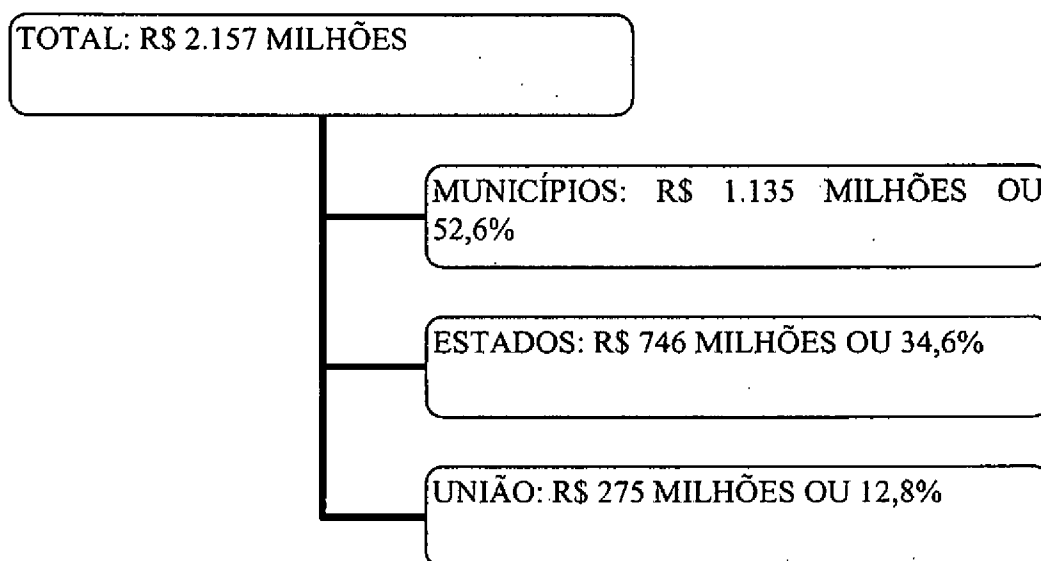 TOTAL: R$ 2.157 MILHÕES
MUNICÍPIOS: R$ 1.135 MILHÕES OU
52,6%
ESTADOS: R$ 746 MILHÕES OU 34,6%
UNIÃO: R$ 275 MILHÕES OU 12,8%